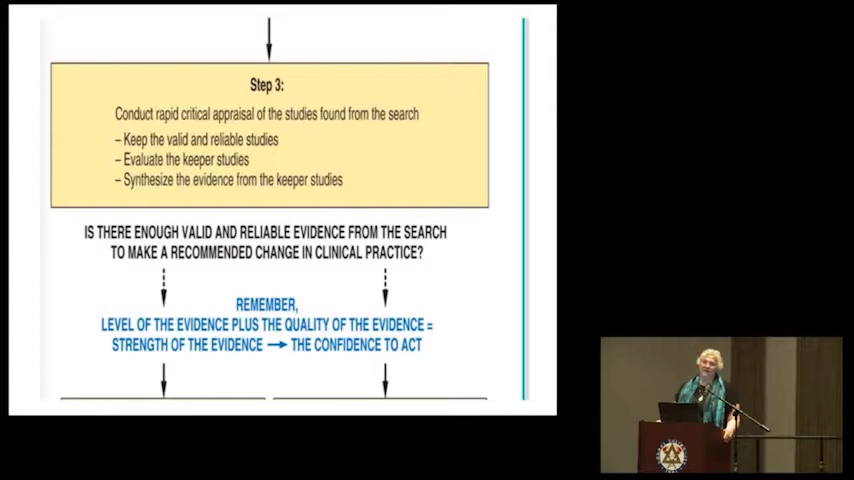 Step 3:
Conduct rapid critical appraisal of the studies found from the search
– Keep the valid and reliable studies
– Evaluate the keeper studies
– Synthesize the evidence from the keeper studies
IS THERE ENOUGH VALID AND RELIABLE EVIDENCE FROM THE SEARCH
TO MAKE A RECOMMENDED CHANGE IN CLINICAL PRACTICE?
REMEMBER,
LEVEL OF THE EVIDENCE PLUS THE QUALITY OF THE EVIDENCE =
STRENGTH OF THE EVIDENCE → THE CONFIDENCE TO ACT